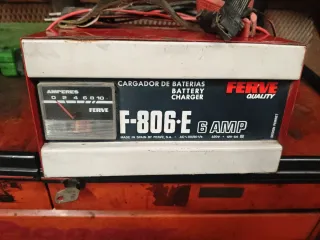 CARGADOR DE BATERIAS
BATTERY
CHARGER
FERVE
QUALITY
AMPERES
0 2 4 6 8 10
FERVE
F-806-E 6 AMP
MADE IN SPAIN BY FERVE, S.A.